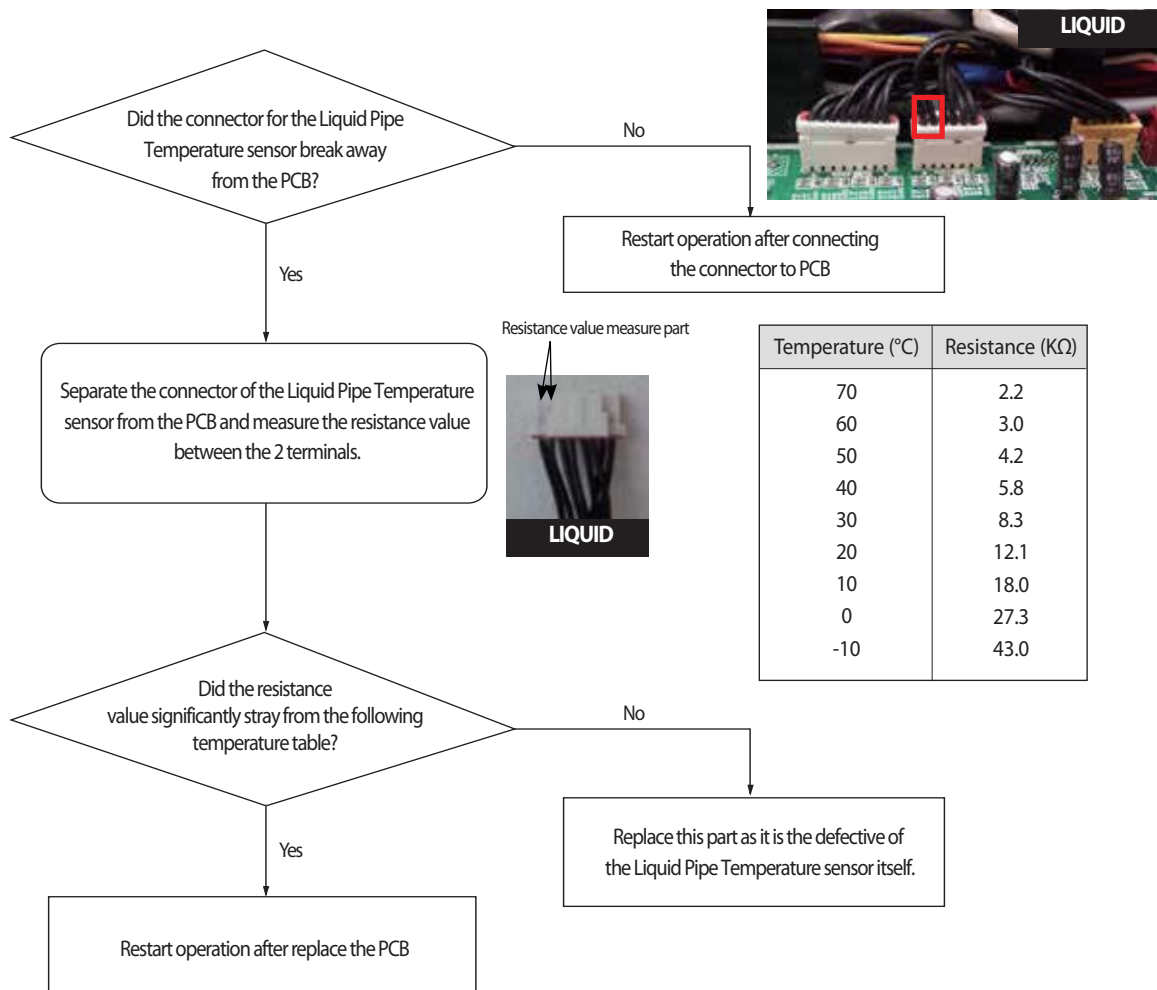 LIQUID
Did the connector for the Liquid Pipe
Temperature sensor break away
from the PCB?
No
Restart operation after connecting
the connector to PCB
Yes
Resistance value measure part
Separate the connector of the Liquid Pipe Temperature
sensor from the PCB and measure the resistance value
between the 2 terminals.
LIQUID
Temperature (°C) Resistance (KΩ)
70 2.2
60 3.0
50 4.2
40 5.8
30 8.3
20 12.1
10 18.0
0 27.3
-10 43.0
Did the resistance
value significantly stray from the following
temperature table?
No
Replace this part as it is the defective of
the Liquid Pipe Temperature sensor itself.
Yes
Restart operation after replace the PCB